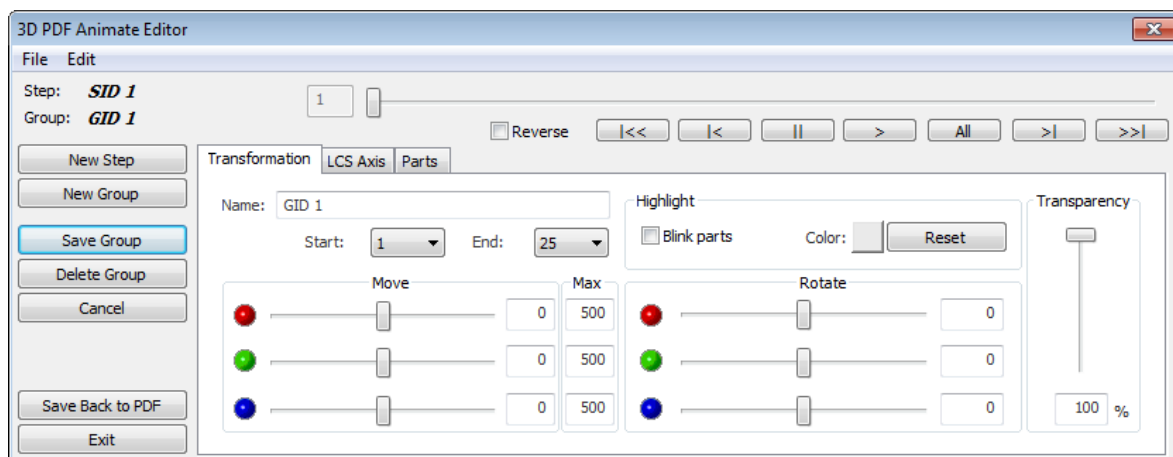 3D PDF Animate Editor
File Edit
Step: SID 1
1
Group: GID 1
Reverse |<< |< || > All >| >>|
New Step
New Group
Save Group
Delete Group
Cancel
Save Back to PDF
Exit
Transformation LCS Axis Parts
Name: GID 1
Start: 1 End: 25
Highlight
Blink parts Color: Reset
Transparency
100 %
Move Max
0 500
0 500
0 500
Rotate
0
0
0